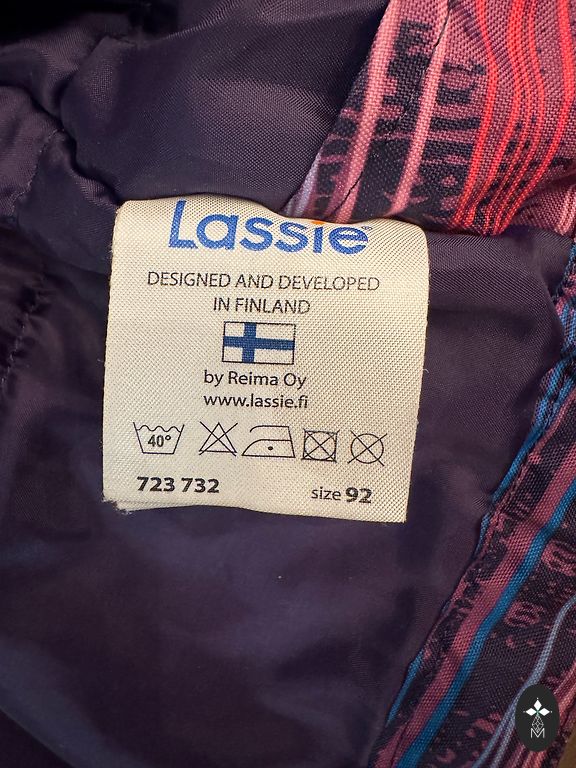 Lassie®
DESIGNED AND DEVELOPED
IN FINLAND
by Reima Oy
www.lassie.fi
40°
723 732
size 92
M